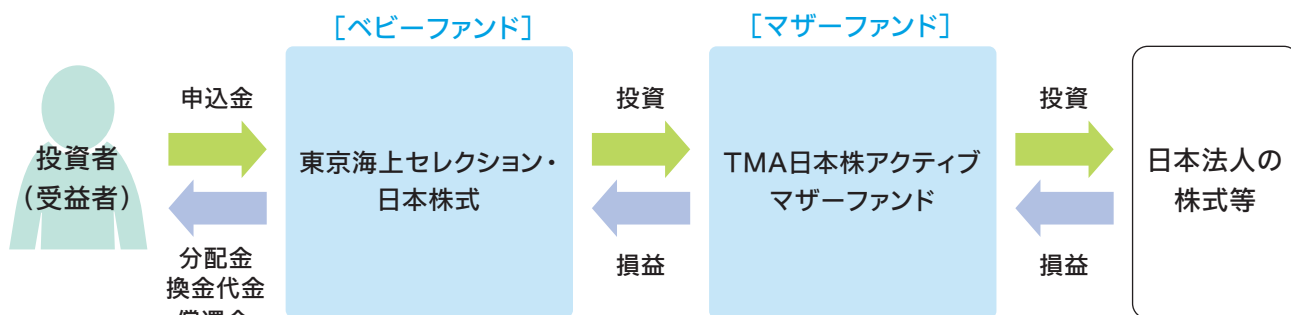 ［ベビーファンド］
［マザーファンド］
申込金
投資
投資
投資者
（受益者）
東京海上セレクション・
日本株式
TMA日本株アクティブ
マザーファンド
日本法人の
株式等
分配金
換金代金
損益
損益